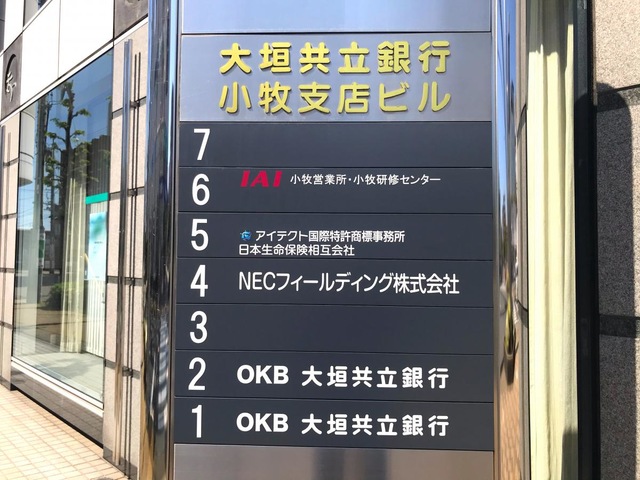 大垣共立銀行
小牧支店ビル
7
6 IAI 小牧営業所・小牧研修センター
5 アイテクト国際特許商標事務所
日本生命保険相互会社
4 NECフィールディング株式会社
3
2 OKB 大垣共立銀行
1 OKB 大垣共立銀行